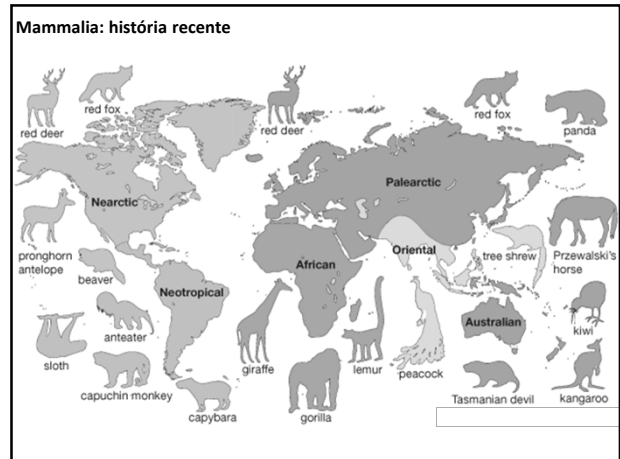 Mammalia: história recente
red deer
red fox
red deer
red fox
panda
Nearctic
Palearctic
pronghorn
antelope
beaver
Oriental
tree shrew
Przewalski's
horse
African
Neotropical
anteater
Australian
kiwi
sloth
giraffe
lemur
peacock
capuchin monkey
capybara
gorilla
Tasmanian devil
kangaroo